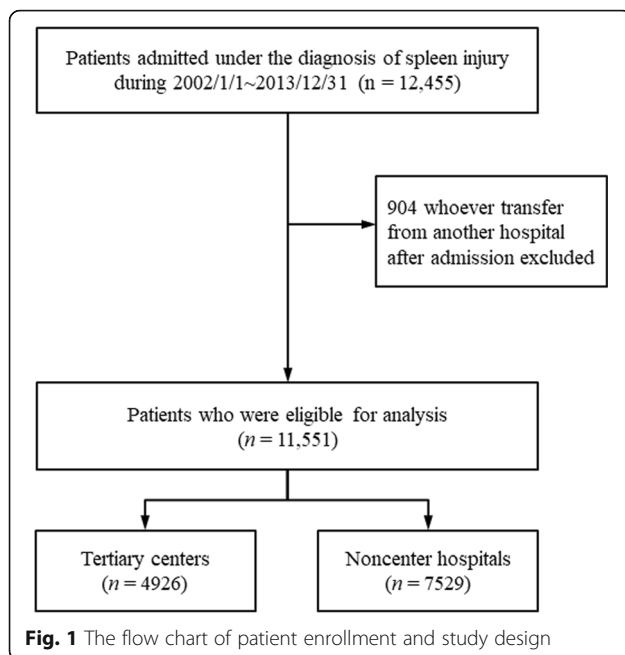 Patients admitted under the diagnosis of spleen injury
during 2002/1/1~2013/12/31 (n = 12,455)
904 whoever transfer
from another hospital
after admission excluded
Patients who were eligible for analysis
(n = 11,551)
Tertiary centers
(n = 4926)
Noncenter hospitals
(n = 7529)
Fig. 1 The flow chart of patient enrollment and study design